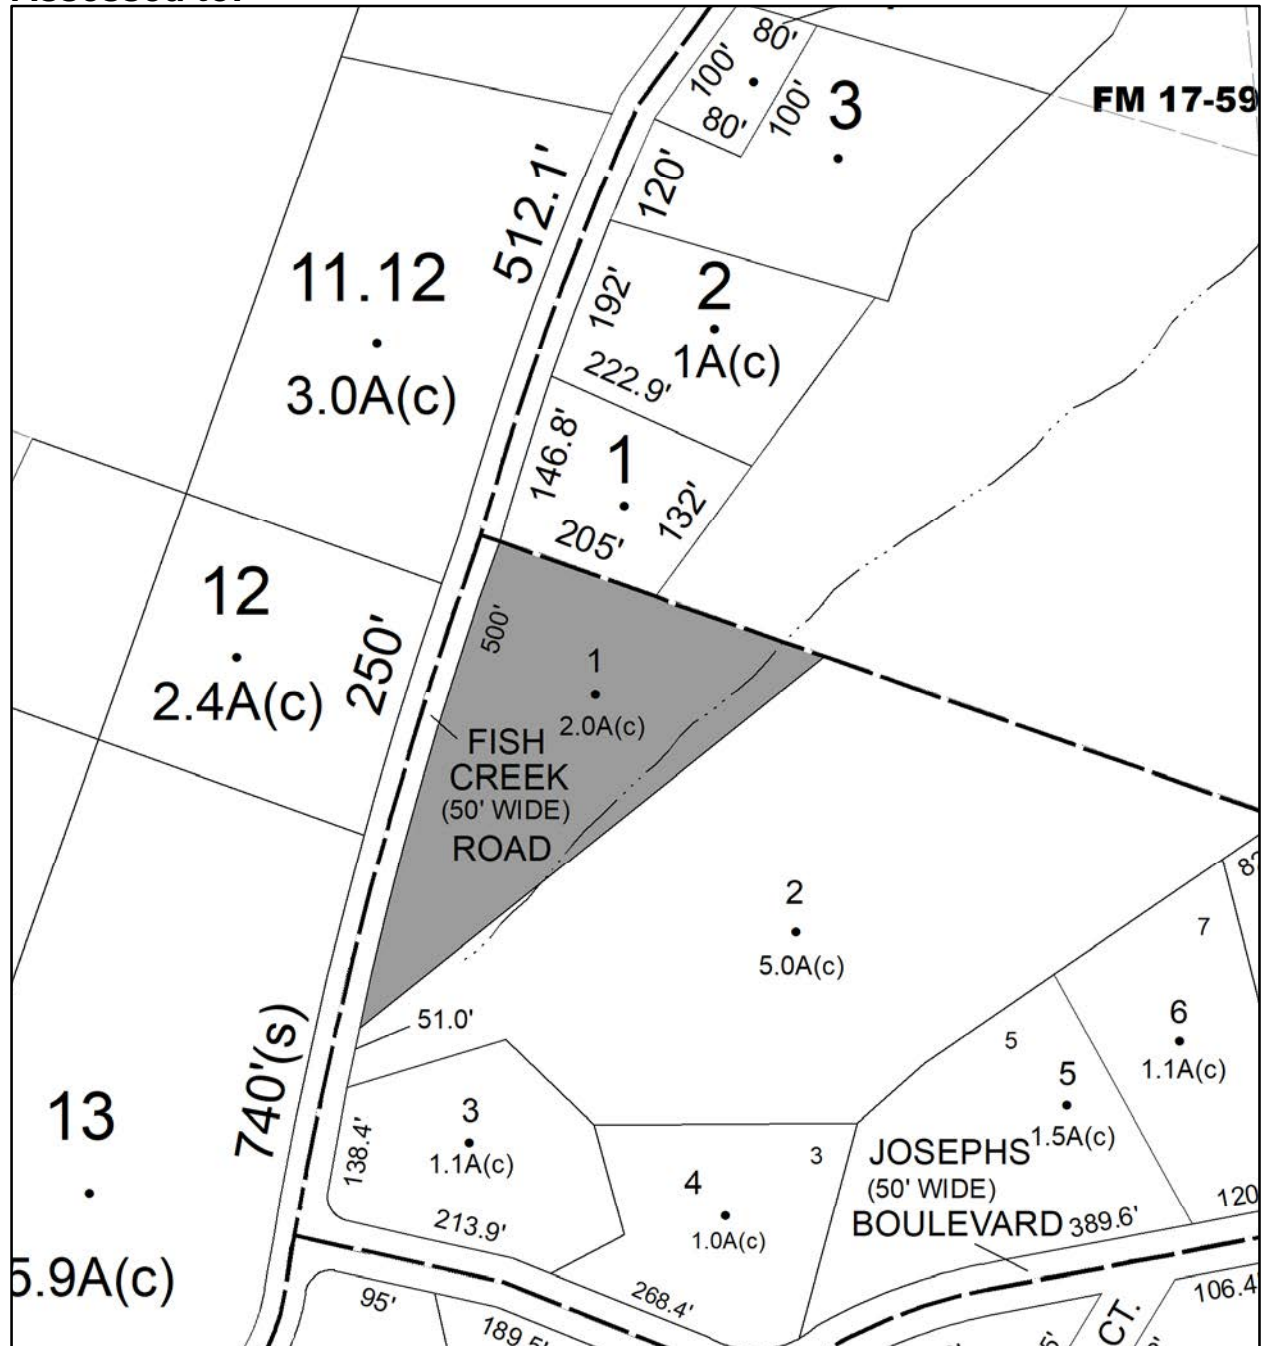 80'
100'
80'
100'
3
FM 17-59
120'
512.1'
11.12
3.0A(c)
192'
2
1A(c)
222.9'
146.8'
1
132'
205'
12
2.4A(c)
250'
500'
1
2.0A(c)
FISH
CREEK
(50' WIDE)
ROAD
2
5.0A(c)
7
6
1.1A(c)
51.0'
5
5
1.5A(c)
740'(s)
13
5.9A(c)
3
1.1A(c)
138.4'
213.9'
4
3
1.0A(c)
JOSEPHS
(50' WIDE)
BOULEVARD
389.6'
120
268.4'
95'
189.5'
106.4'
CT.